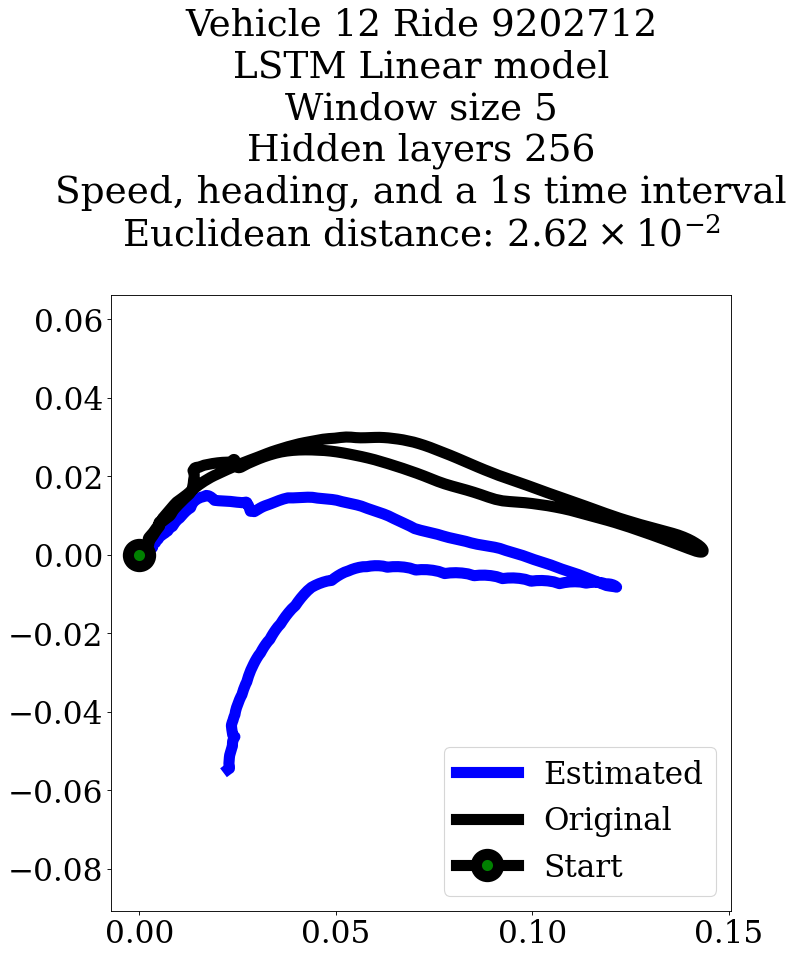 Vehicle 12 Ride 9202712
LSTM Linear model
Window size 5
Hidden layers 256
Speed, heading, and a 1s time interval
Euclidean distance: 2.62 × 10⁻²
0.06
0.04
0.02
0.00
−0.02
−0.04
−0.06
−0.08
Estimated
Original
Start
0.00 0.05 0.10 0.15